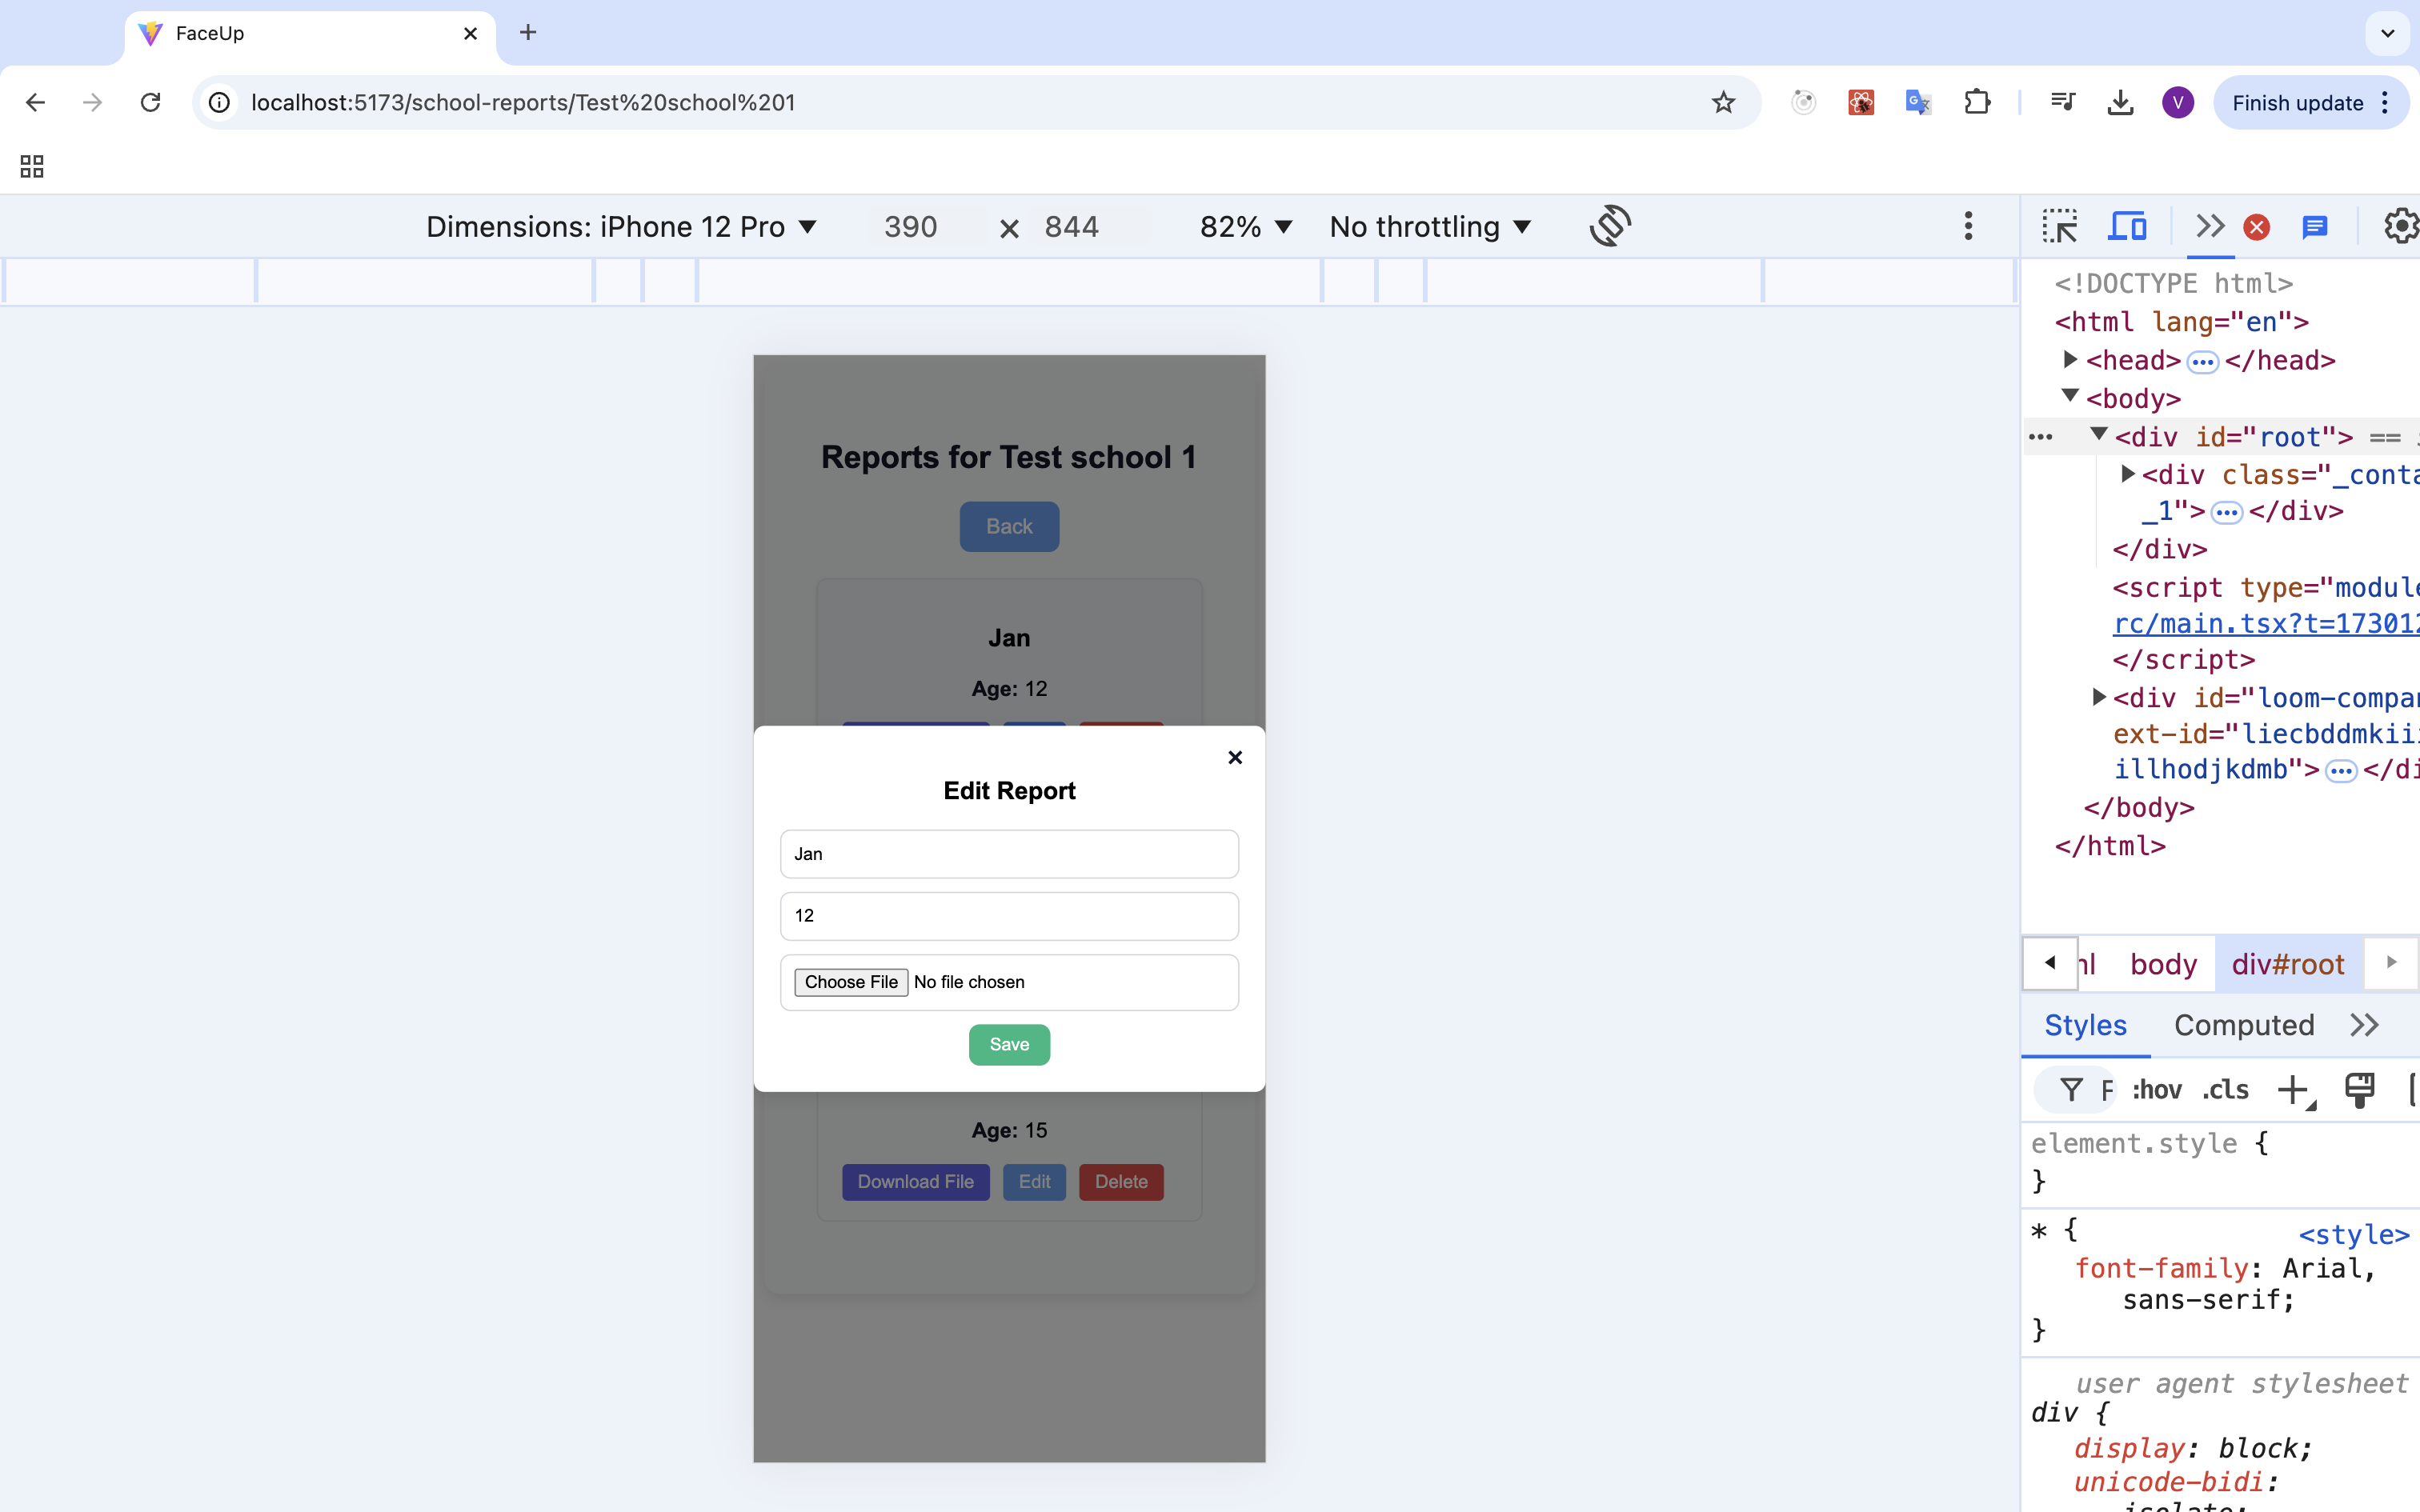 FaceUp
localhost:5173/school-reports/Test%20school%201
V
Finish update
Dimensions: iPhone 12 Pro
390 × 844
82%
No throttling
Reports for Test school 1
Back
Jan
Age: 12
×
Edit Report
Jan
12
Choose File No file chosen
Save
Age: 15
Download File
Edit
Delete
<!DOCTYPE html>
<html lang="en">
<head> ••• </head>
<body>
••• <div id="root"> ==
<div class="_conta
_1"> ••• </div>
</div>
<script type="module
rc/main.tsx?t=173012
</script>
<div id="loom-compan
ext-id="liecbddmkiii
illhodjkdmb"> ••• </di
</body>
</html>
body div#root
Styles Computed
F :hov .cls
element.style {
}
* { <style>
font-family: Arial,
sans-serif;
}
user agent stylesheet
div {
display: block;
unicode-bidi:
isolate;